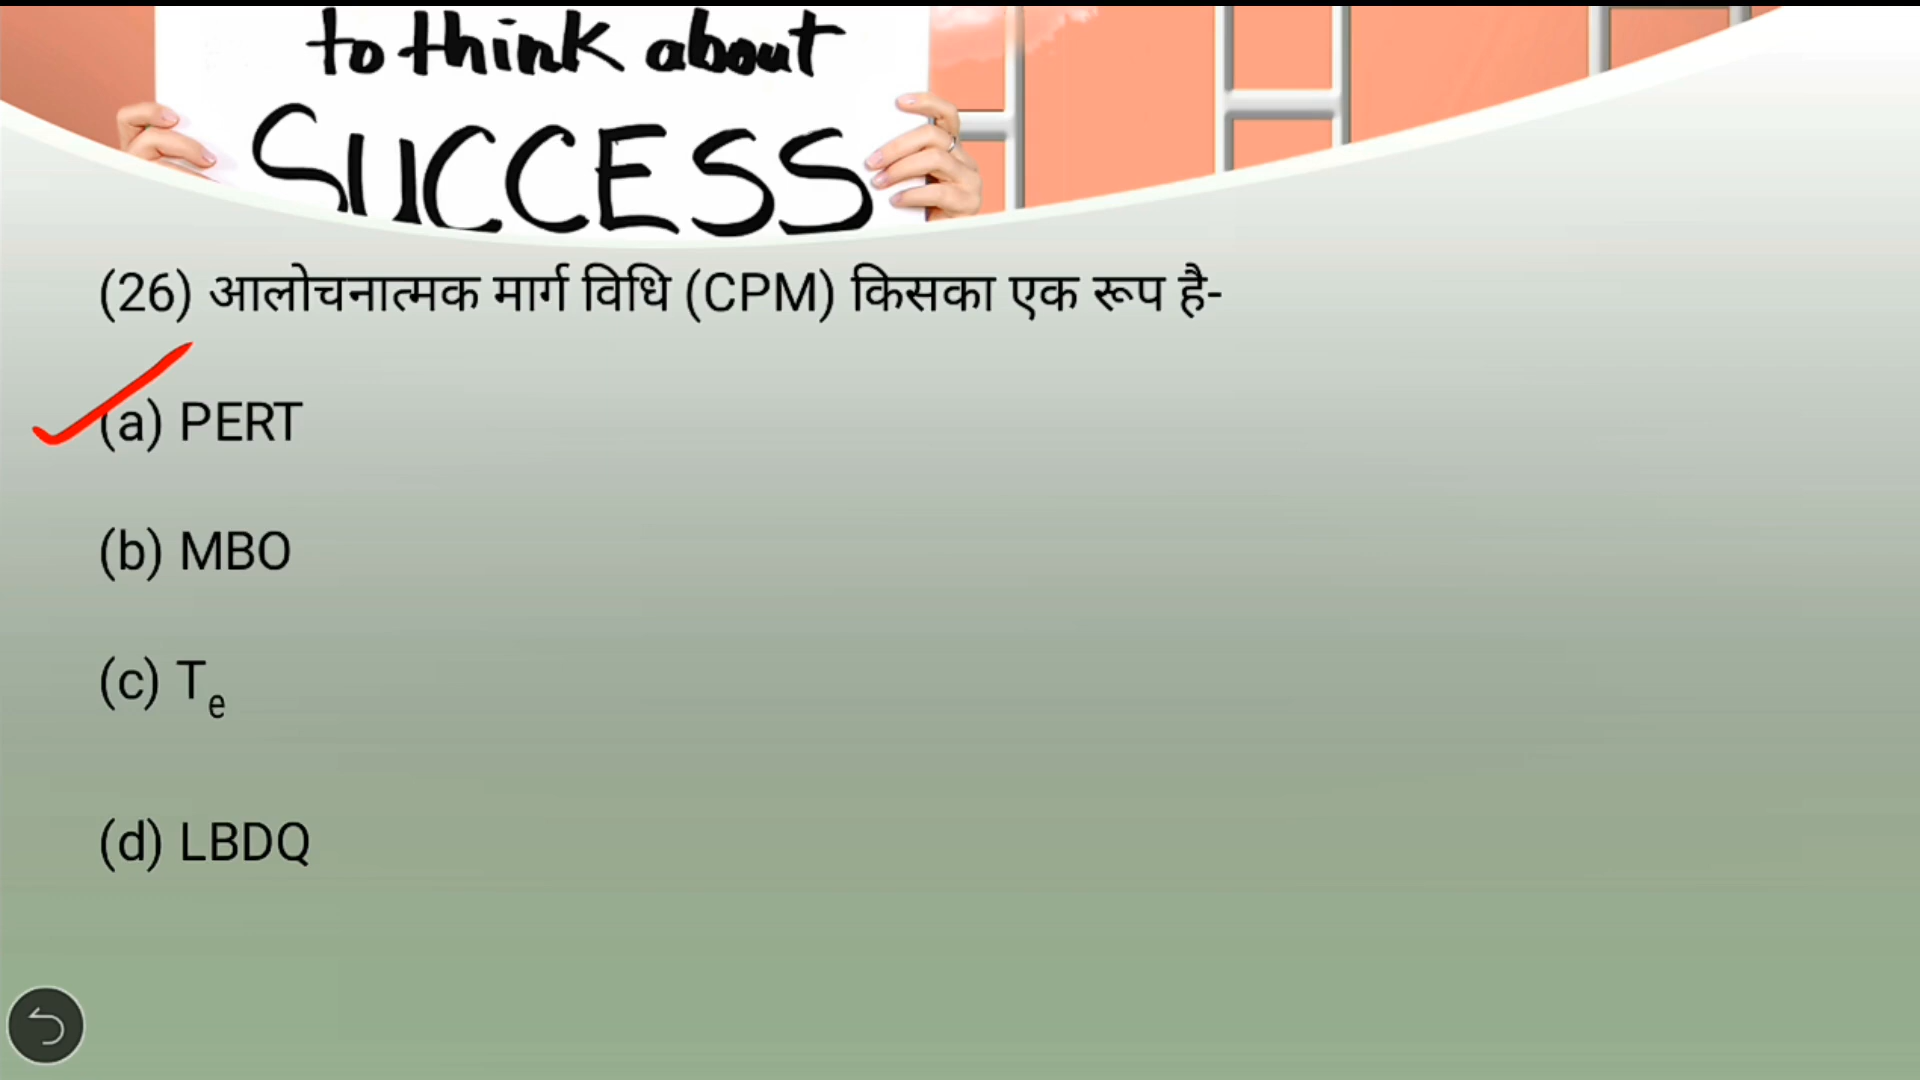 to think about
SUCCESS
(26) आलोचनात्मक मार्ग विधि (CPM) किसका एक रूप है-
(a) PERT
(b) MBO
(c) Te
(d) LBDQ